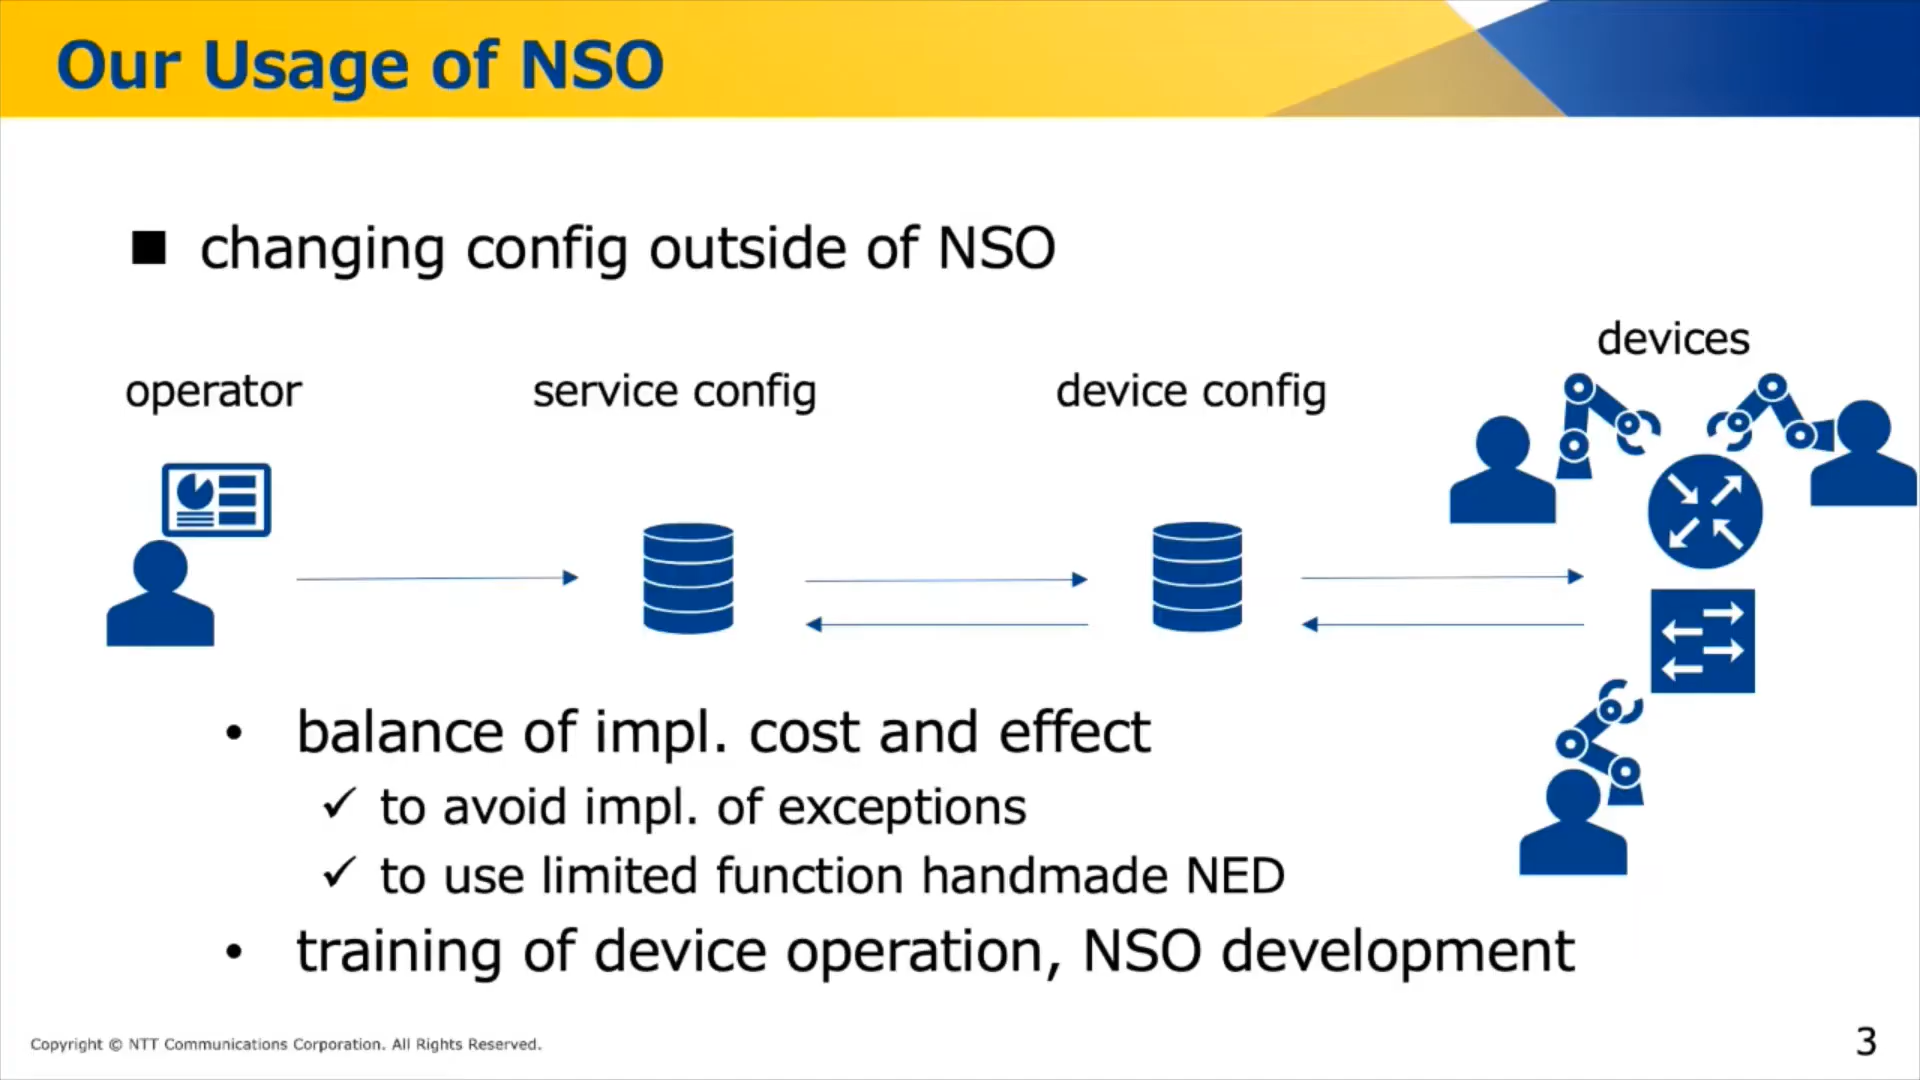 Our Usage of NSO
■ changing config outside of NSO
devices
operator
service config
device config
• balance of impl. cost and effect
✓ to avoid impl. of exceptions
✓ to use limited function handmade NED
• training of device operation, NSO development
Copyright © NTT Communications Corporation. All Rights Reserved.
3